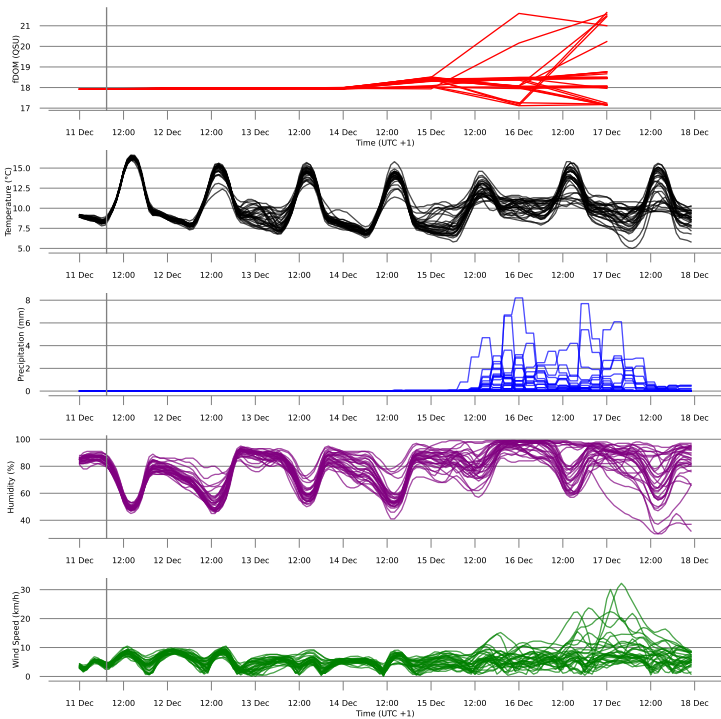 fDOM (QSU)
21
20
19
18
17
11 Dec 12:00 12 Dec 12:00 12 Dec 12:00 13 Dec 12:00 14 Dec 12:00 15 Dec 12:00 16 Dec 12:00 17 Dec 12:00 18 Dec
Time (UTC +1)
Temperature (°C)
15.0
12.5
10.0
7.5
5.0
11 Dec 12:00 12 Dec 12:00 13 Dec 12:00 14 Dec 12:00 15 Dec 12:00 16 Dec 12:00 17 Dec 12:00 18 Dec
Precipitation (mm)
8
6
4
2
0
11 Dec 12:00 12 Dec 12:00 13 Dec 12:00 14 Dec 12:00 15 Dec 12:00 16 Dec 12:00 17 Dec 12:00 18 Dec
Humidity (%)
100
80
60
40
11 Dec 12:00 12 Dec 12:00 13 Dec 12:00 14 Dec 12:00 15 Dec 12:00 16 Dec 12:00 17 Dec 12:00 18 Dec
Wind Speed (km/h)
30
20
10
0
11 Dec 12:00 12 Dec 12:00 13 Dec 12:00 14 Dec 12:00 15 Dec 12:00 16 Dec 12:00 17 Dec 12:00 18 Dec
Time (UTC +1)